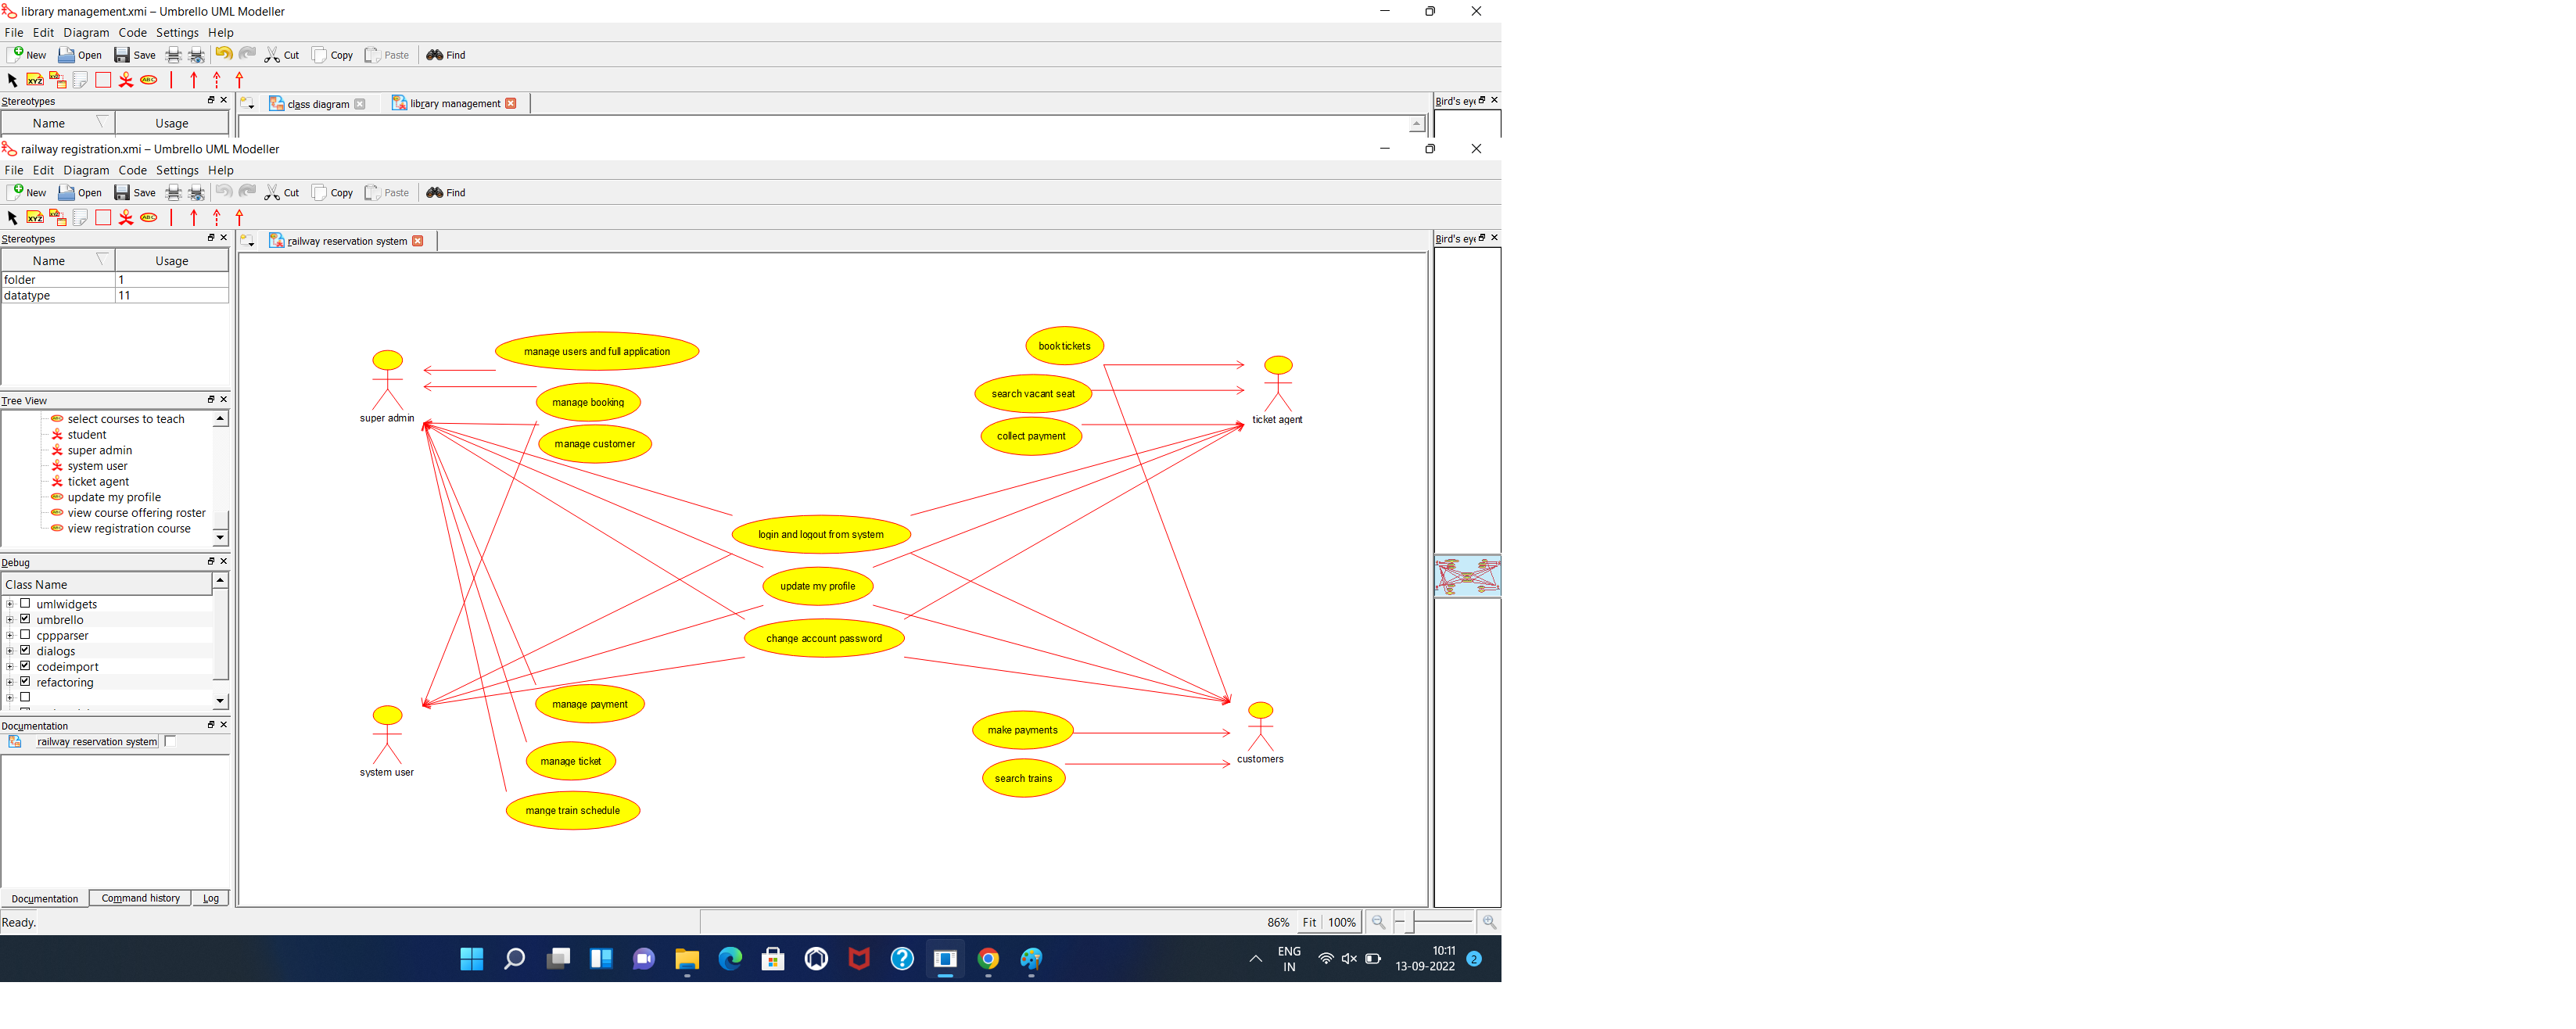 library management.xmi – Umbrello UML Modeller
File Edit Diagram Code Settings Help
New Open Save Cut Copy Paste Find
XYZ ABC
Stereotypes
class diagram library management
Bird's eye
Name Usage
railway registration.xmi – Umbrello UML Modeller
File Edit Diagram Code Settings Help
New Open Save Cut Copy Paste Find
XYZ ABC
Stereotypes
railway reservation system
Bird's eye
Name Usage
folder 1
datatype 11
Tree View
select courses to teach
student
super admin
system user
ticket agent
update my profile
view course offering roster
view registration course
Debug
Class Name
umlwidgets
umbrello
cppparser
dialogs
codeimport
refactoring
Documentation
railway reservation system
Documentation Command history Log
manage users and full application
manage booking
manage customer
super admin
book tickets
search vacant seat
collect payment
ticket agent
login and logout from system
update my profile
change account password
manage payment
manage ticket
mange train schedule
system user
make payments
search trains
customers
Ready.
86% Fit 100%
ENG
IN
10:11
13-09-2022
2